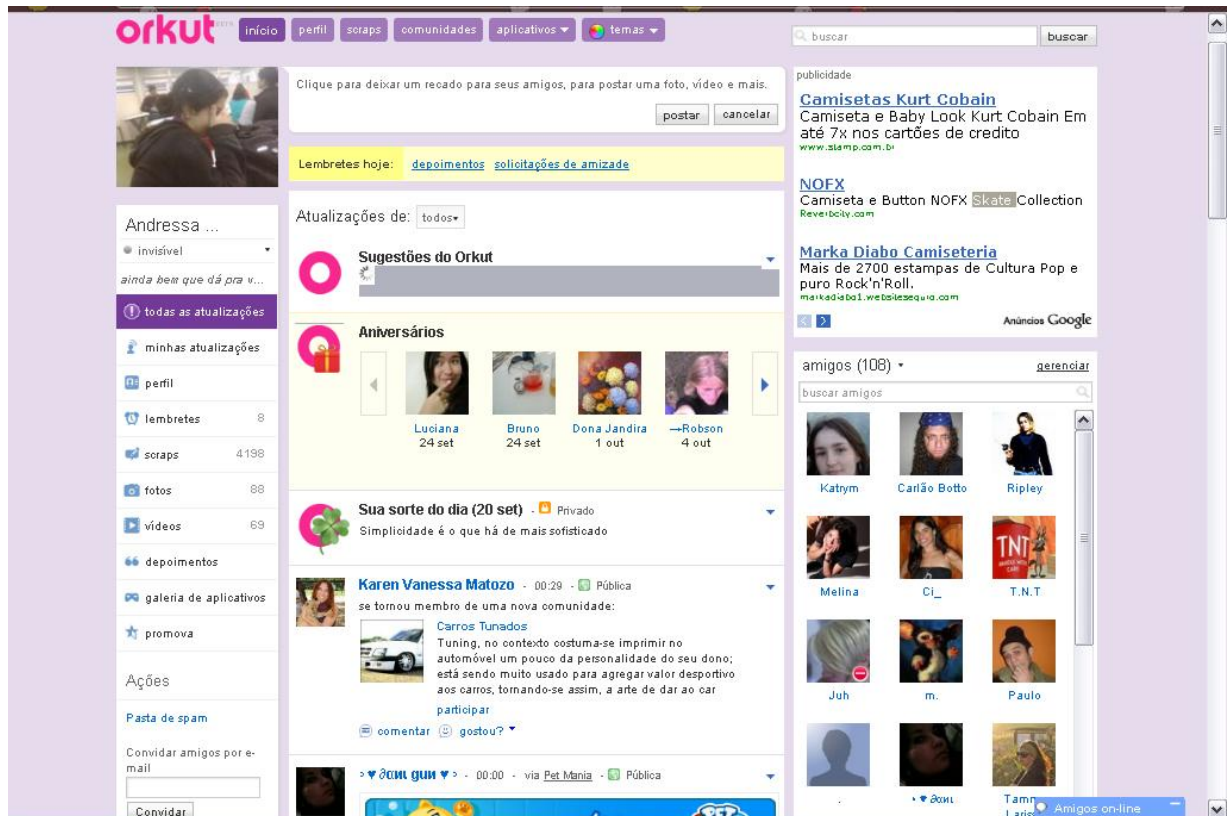 orkut BETA
início
perfil
scraps
comunidades
aplicativos
temas
buscar
buscar
Clique para deixar um recado para seus amigos, para postar uma foto, vídeo e mais.
postar
cancelar
Lembretes hoje: depoimentos solicitações de amizade
Andressa ...
invisível
ainda bem que dá pra v...
todas as atualizações
minhas atualizações
perfil
lembretes 8
scraps 4198
fotos 88
vídeos 69
depoimentos
galeria de aplicativos
promova
Ações
Pasta de spam
Convidar amigos por e-
mail
Convidar
Atualizações de: todos
Sugestões do Orkut
Aniversários
Luciana
24 set
Bruno
24 set
Dona Jandira
1 out
→Robson
4 out
Sua sorte do dia (20 set) - Privado
Simplicidade é o que há de mais sofisticado
Karen Vanessa Matozo - 00:29 - Pública
se tornou membro de uma nova comunidade:
Carros Tunados
Tuning, no contexto costuma-se imprimir no
automóvel um pouco da personalidade do seu dono;
está sendo muito usado para agregar valor desportivo
aos carros, tornando-se assim, a arte de dar ao car
participar
comentar gostou?
♥ ∂αηι gυη ♥ - 00:00 - via Pet Mania - Pública
PET
publicidade
Camisetas Kurt Cobain
Camiseta e Baby Look Kurt Cobain Em
até 7x nos cartões de credito
www.stamp.com.br
NOFX
Camiseta e Button NOFX Skate Collection
Reverbcity.com
Marka Diabo Camiseteria
Mais de 2700 estampas de Cultura Pop e
puro Rock'n'Roll.
markadiabo1.websiteseguro.com
Anúncios Google
amigos (108)
gerenciar
buscar amigos
Katrym
Carlão Botto
Ripley
TNT
Melina
Ci_
T.N.T
Juh
m.
Paulo
.
♥ ∂αηι
Amigos on-line